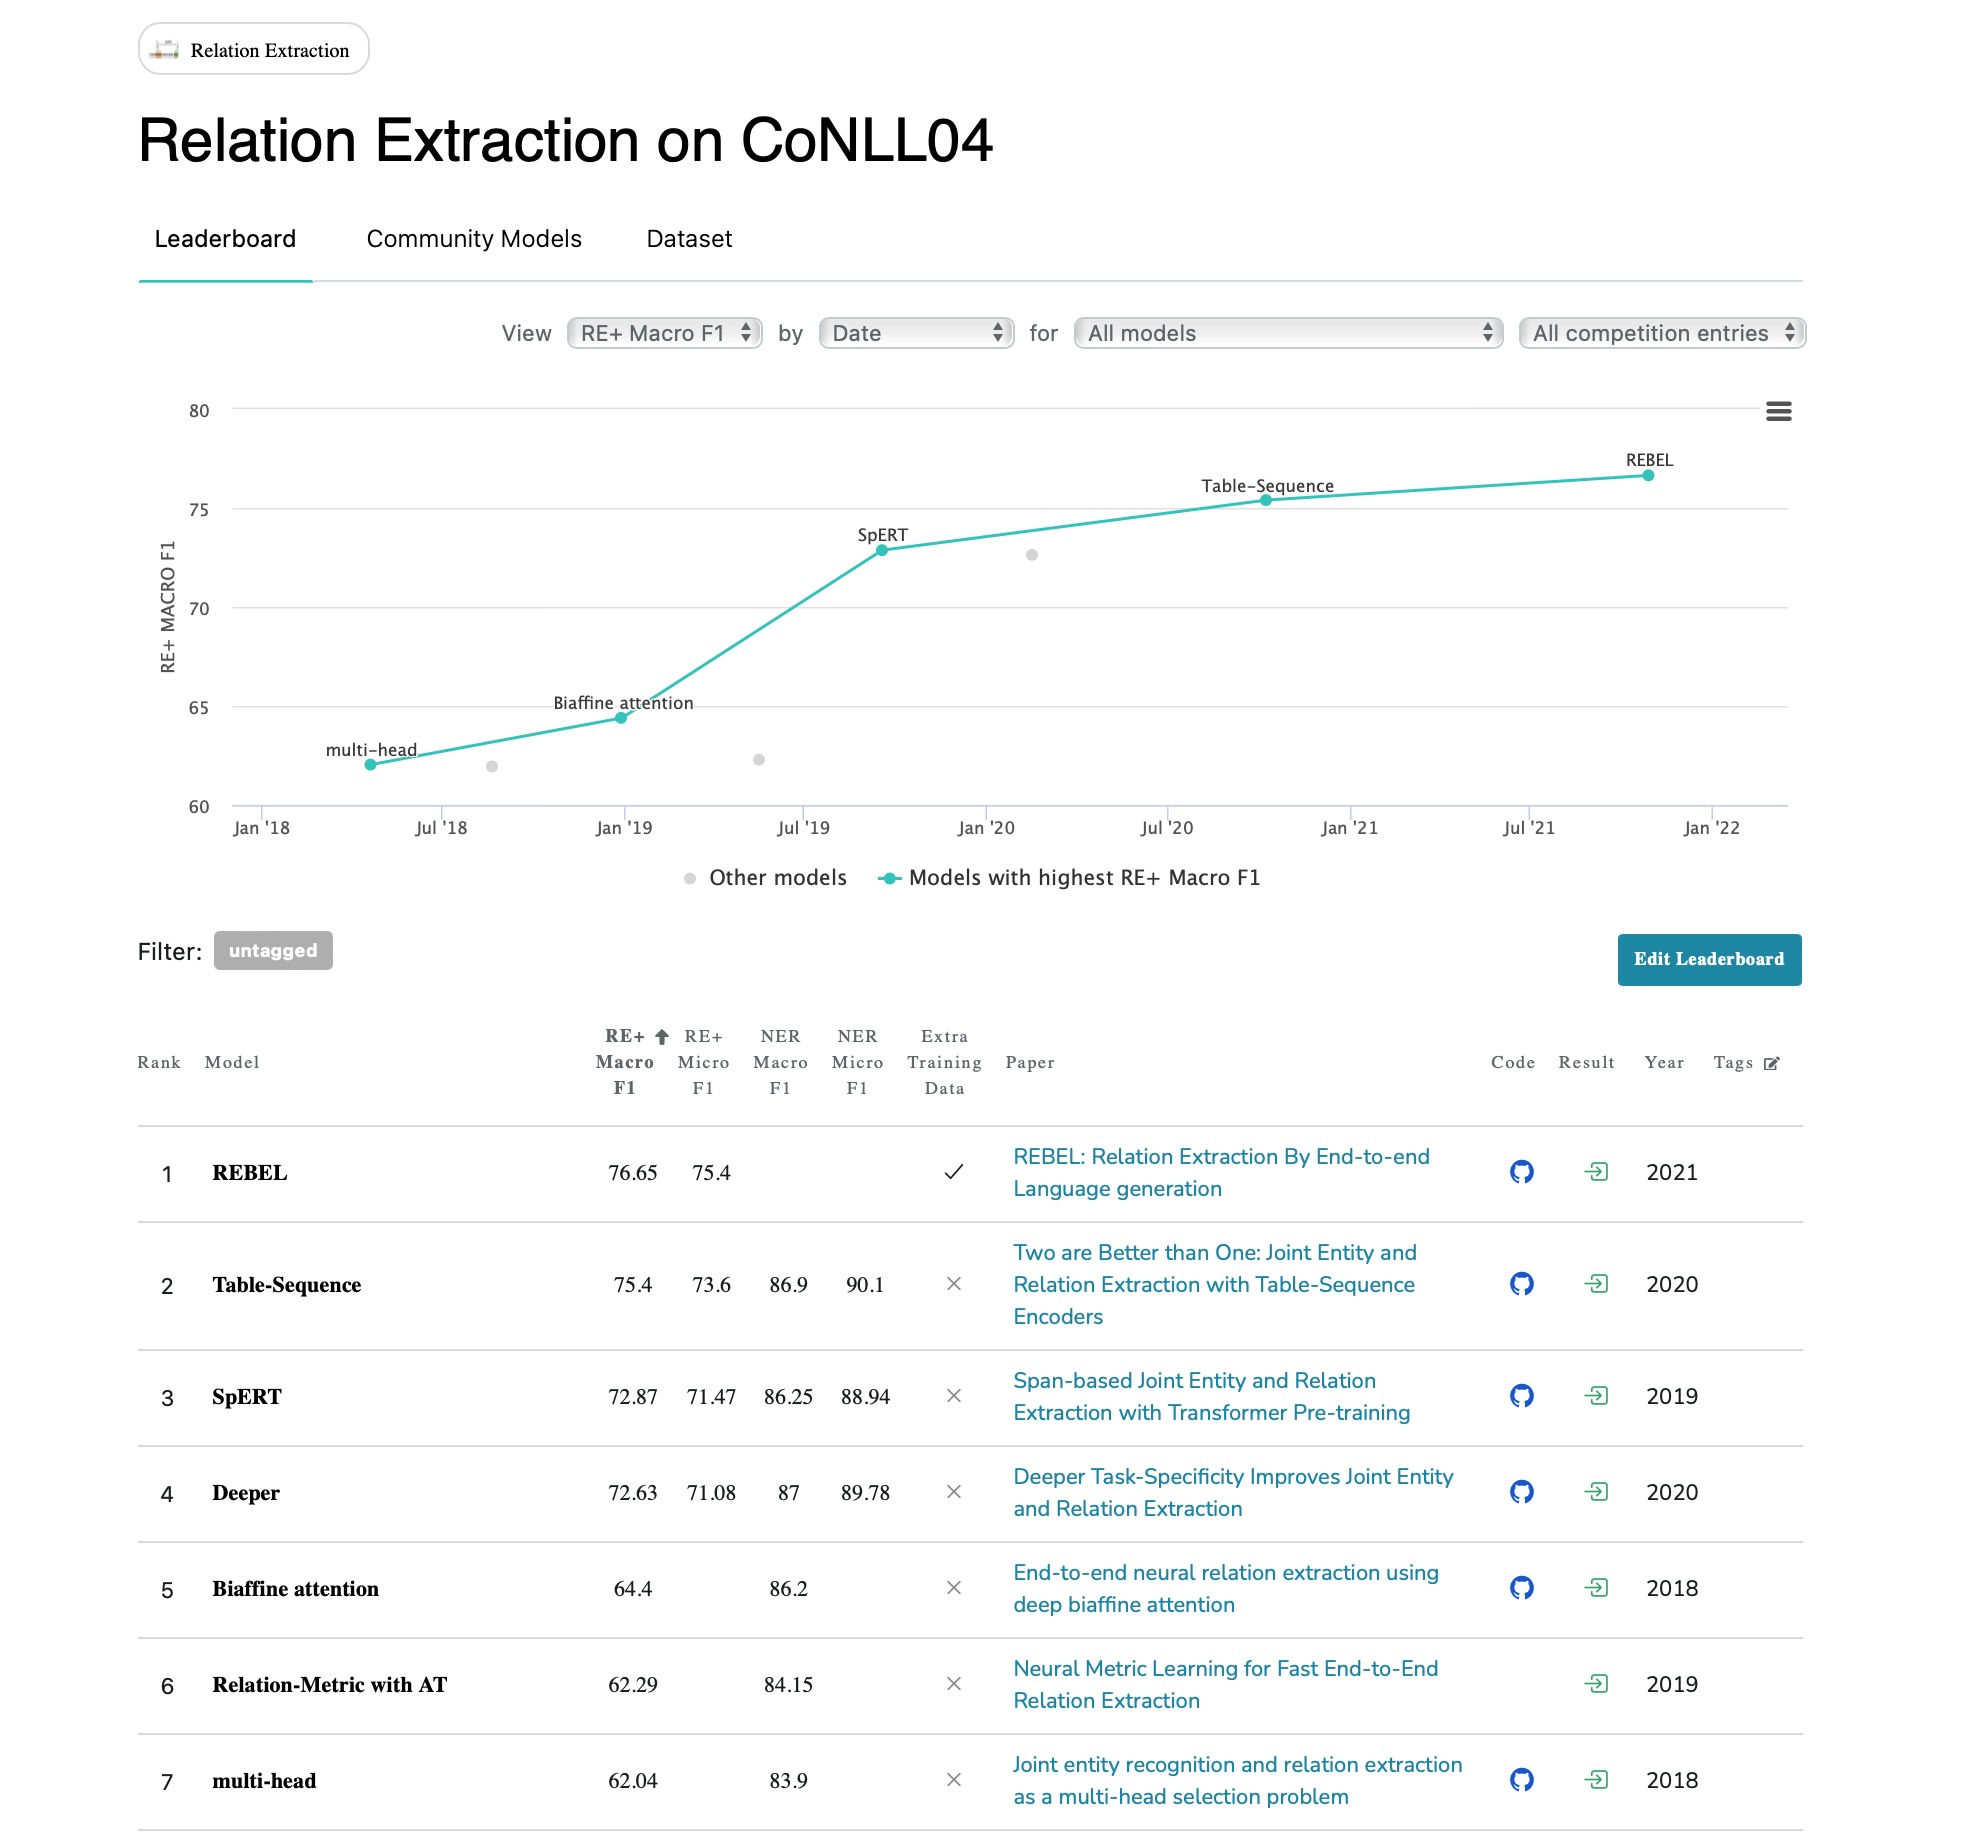 Relation Extraction
Relation Extraction on CoNLL04
Leaderboard Community Models Dataset
View RE+ Macro F1 by Date for All models All competition entries
80
75
70
65
60
RE+ MACRO F1
REBEL
Table-Sequence
SpERT
Biaffine attention
multi-head
Jan '18 Jul '18 Jan '19 Jul '19 Jan '20 Jul '20 Jan '21 Jul '21 Jan '22
Other models Models with highest RE+ Macro F1
Filter: untagged
Edit Leaderboard
Rank Model RE+ Macro F1 RE+ Micro F1 NER Macro F1 NER Micro F1 Extra Training Data Paper Code Result Year Tags
1 REBEL 76.65 75.4 REBEL: Relation Extraction By End-to-end 2021
Language generation
2 Table-Sequence 75.4 73.6 86.9 90.1 Two are Better than One: Joint Entity and 2020
Relation Extraction with Table-Sequence
Encoders
3 SpERT 72.87 71.47 86.25 88.94 Span-based Joint Entity and Relation 2019
Extraction with Transformer Pre-training
4 Deeper 72.63 71.08 87 89.78 Deeper Task-Specificity Improves Joint Entity 2020
and Relation Extraction
5 Biaffine attention 64.4 86.2 End-to-end neural relation extraction using 2018
deep biaffine attention
6 Relation-Metric with AT 62.29 84.15 Neural Metric Learning for Fast End-to-End 2019
Relation Extraction
7 multi-head 62.04 83.9 Joint entity recognition and relation extraction 2018
as a multi-head selection problem